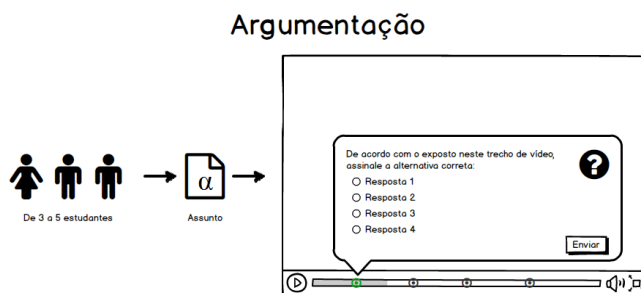 Argumentação
De 3 a 5 estudantes
α
Assunto
De acordo com o exposto neste trecho de vídeo,
assinale a alternativa correta:
?
Resposta 1
Resposta 2
Resposta 3
Resposta 4
Enviar